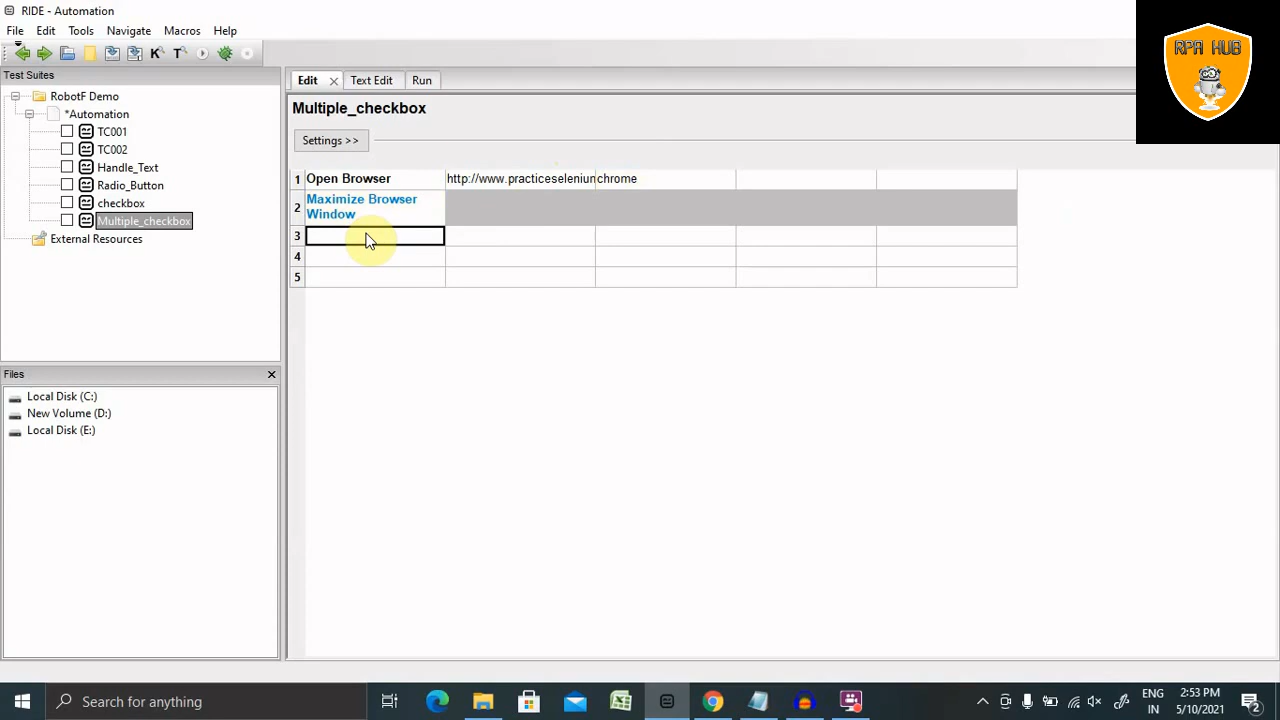 RIDE - Automation
File Edit Tools Navigate Macros Help
RPA HUB
Test Suites
RobotF Demo
*Automation
TC001
TC002
Handle_Text
Radio_Button
checkbox
Multiple_checkbox
External Resources
Files
Local Disk (C:)
New Volume (D:)
Local Disk (E:)
Edit Text Edit Run
Multiple_checkbox
Settings >>
1 Open Browser http://www.practiceseleniun chrome
2 Maximize Browser
Window
3
4
5
Search for anything
ENG
IN
2:53 PM
5/10/2021
2